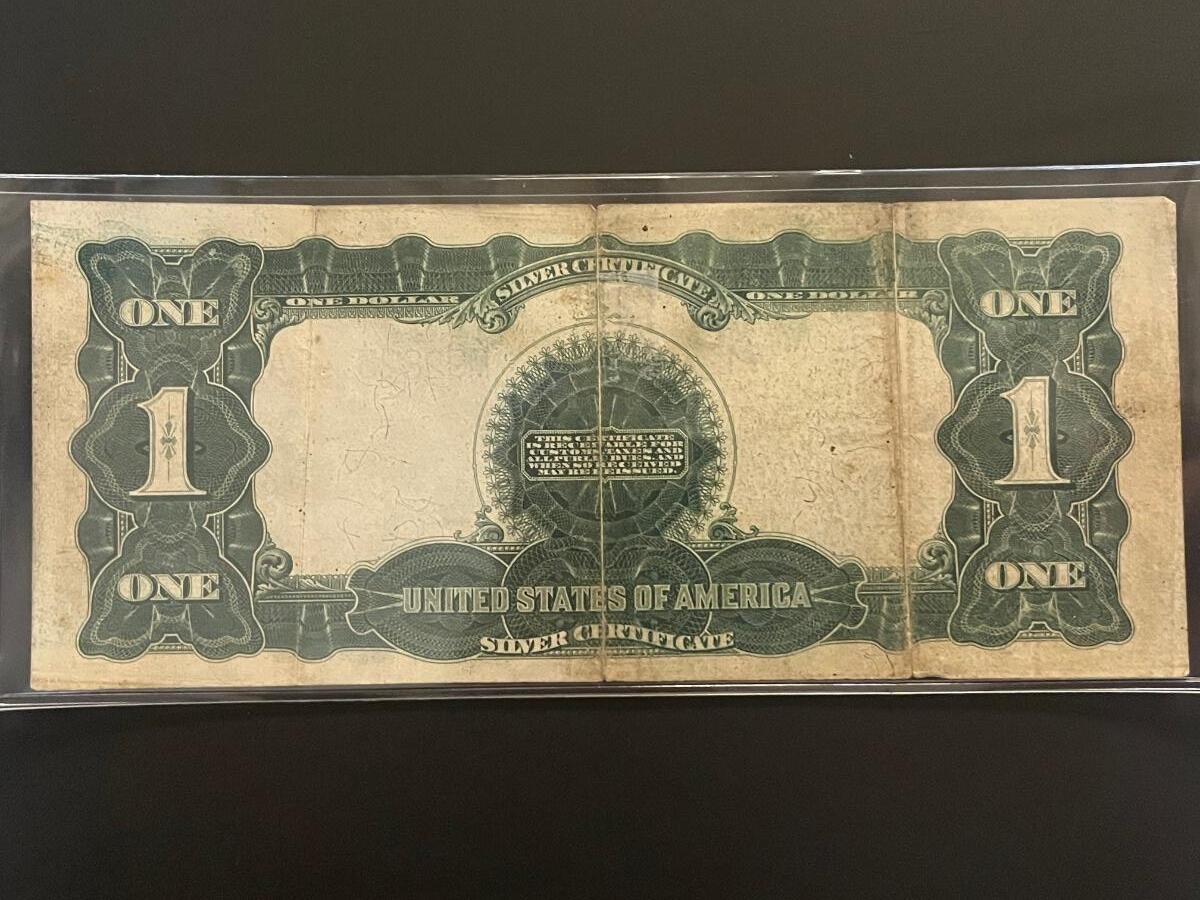 SILVER CERTIFICATE
ONE DOLLAR
ONE DOLLAR
ONE
ONE
1
1
THIS CERTIFICATE
IS RECEIVABLE FOR
CUSTOMS, TAXES AND
ALL PUBLIC DUES, AND
WHEN SO RECEIVED
MAY BE REISSUED.
ONE
ONE
UNITED STATES OF AMERICA
SILVER CERTIFICATE